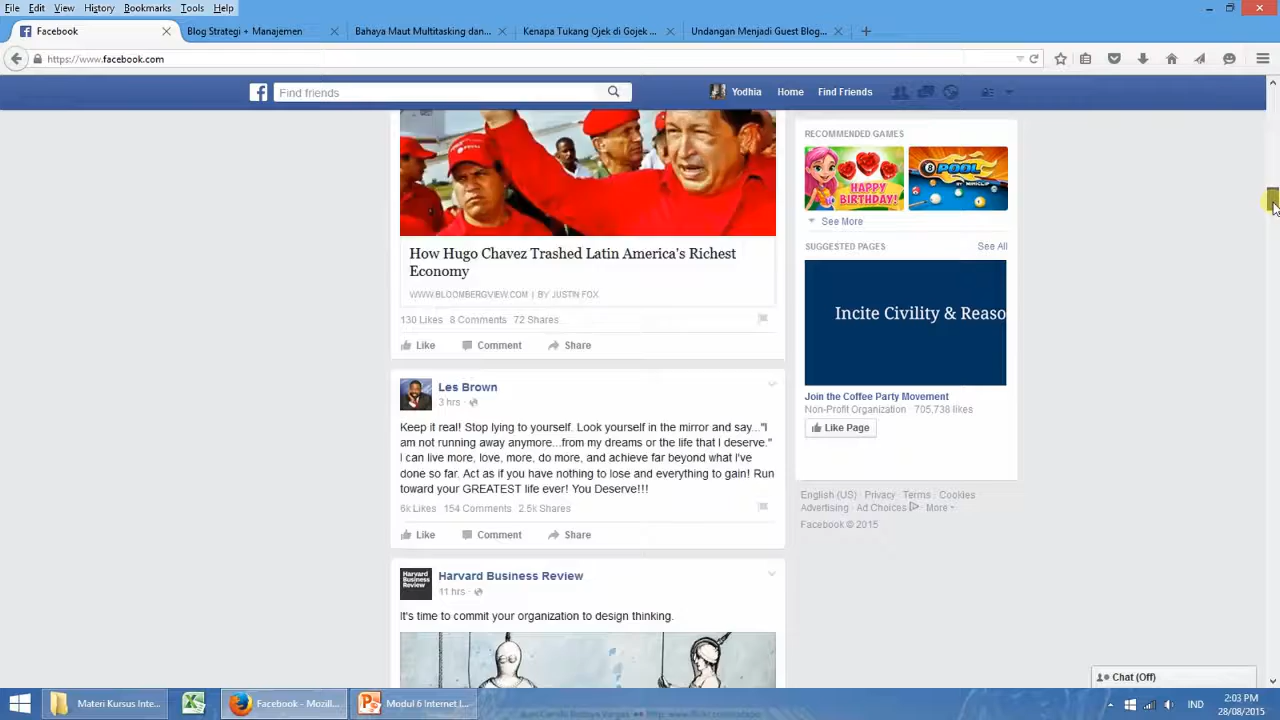 File Edit View History Bookmarks Tools Help
Facebook
Blog Strategi + Manajemen
Bahaya Maut Multitasking dan...
Kenapa Tukang Ojek di Gojek ...
Undangan Menjadi Guest Blog...
https://www.facebook.com
Find friends
Yodhia Home Find Friends
How Hugo Chavez Trashed Latin America's Richest
Economy
WWW.BLOOMBERGVIEW.COM | BY JUSTIN FOX
130 Likes 8 Comments 72 Shares
Like Comment Share
Les Brown
3 hrs ·
Keep it real! Stop lying to yourself. Look yourself in the mirror and say..."I
am not running away anymore...from my dreams or the life that I deserve."
I can live more, love, more, do more, and achieve far beyond what I've
done so far. Act as if you have nothing to lose and everything to gain! Run
toward your GREATEST life ever! You Deserve!!!
6k Likes 154 Comments 2.5k Shares
Like Comment Share
Harvard
Business
Review
Harvard Business Review
11 hrs ·
It's time to commit your organization to design thinking.
RECOMMENDED GAMES
HAPPY
BIRTHDAY!
8 POOL
BY MINICLIP
See More
SUGGESTED PAGES See All
Incite Civility & Reaso
Join the Coffee Party Movement
Non-Profit Organization · 705,738 likes
Like Page
English (US) · Privacy · Terms · Cookies ·
Advertising · Ad Choices · More
Facebook © 2015
Chat (Off)
Materi Kursus Inte...
Facebook - Mozil...
Modul 6 Internet I...
IND
2:03 PM
28/08/2015